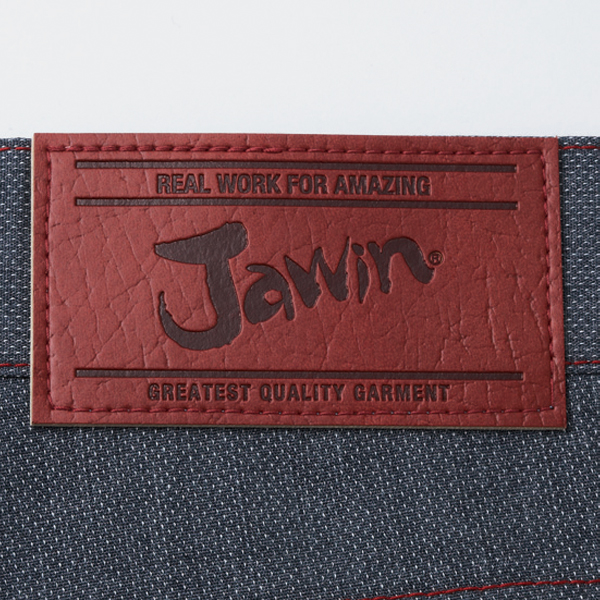 REAL WORK FOR AMAZING
Jawin®
GREATEST QUALITY GARMENT